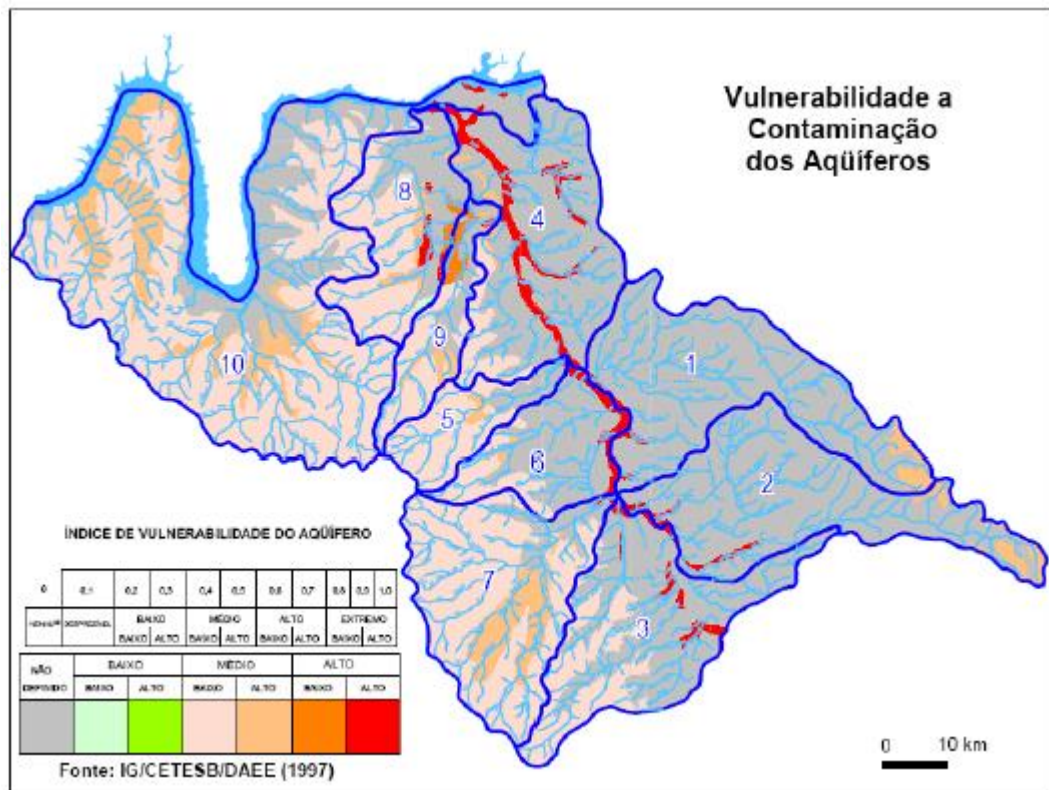 Vulnerabilidade a
Contaminação
dos Aqüíferos
8
4
1
9
10
5
6
2
7
3
ÍNDICE DE VULNERABILIDADE DO AQÜÍFERO
0 0,1 0,2 0,3 0,4 0,5 0,6 0,7 0,8 0,9 1,0
BAIXO MÉDIO ALTO EXTREMO
BAIXO ALTO BAIXO ALTO BAIXO ALTO BAIXO ALTO
NÃO DEFINIDO BAIXO MÉDIO ALTO
BAIXO ALTO BAIXO ALTO BAIXO ALTO
Fonte: IG/CETESB/DAEE (1997)
0 10 km